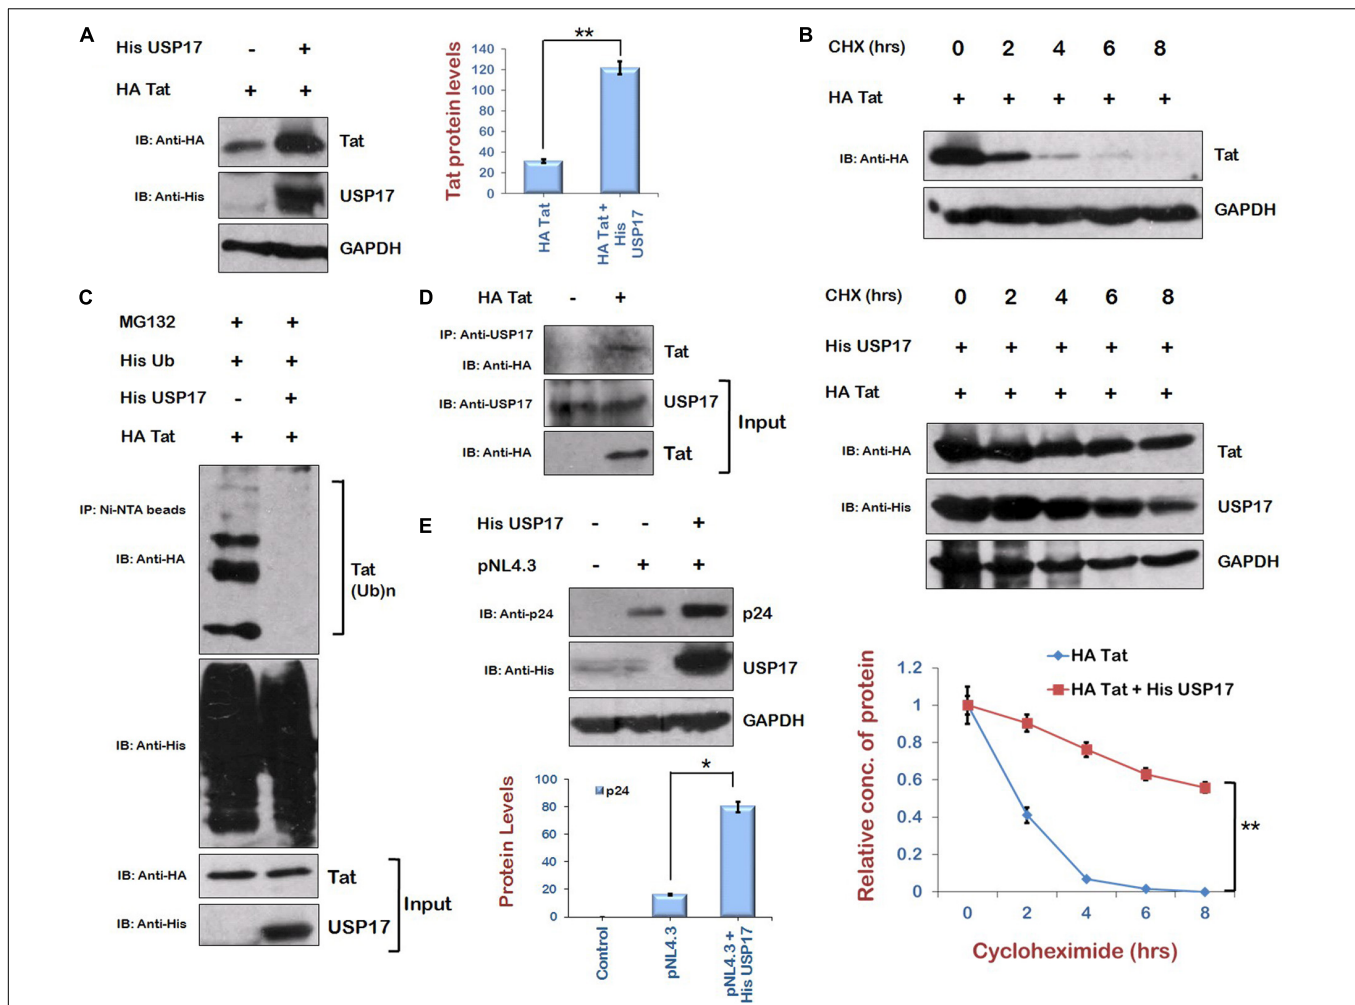 A
His USP17 - +
HA Tat + +
IB: Anti-HA Tat
IB: Anti-His USP17
GAPDH
**
Tat protein levels
140
120
100
80
60
40
20
0
HA Tat
HA Tat +
His
USP17
B
CHX (hrs) 0 2 4 6 8
HA Tat + + + + +
IB: Anti-HA Tat
GAPDH
CHX (hrs) 0 2 4 6 8
His USP17 + + + + +
HA Tat + + + + +
IB: Anti-HA Tat
IB: Anti-His USP17
GAPDH
HA Tat
HA Tat + His USP17
Relative conc. of protein
1.2
1
0.8
0.6
0.4
0.2
0
**
0 2 4 6 8
Cycloheximide (hrs)
C
MG132 + +
His Ub + +
His USP17 - +
HA Tat + +
IP: Ni-NTA beads
IB: Anti-HA
Tat
(Ub)n
IB: Anti-His
IB: Anti-HA Tat
IB: Anti-His USP17
Input
D
HA Tat - +
IP: Anti-USP17
IB: Anti-HA
Tat
IB: Anti-USP17 USP17
IB: Anti-HA Tat
Input
E
His USP17 - - +
pNL4.3 - + +
IB: Anti-p24 p24
IB: Anti-His USP17
GAPDH
Protein Levels
100
80
60
40
20
0
p24
*
Control
pNL4.3
pNL4.3 +
His USP17